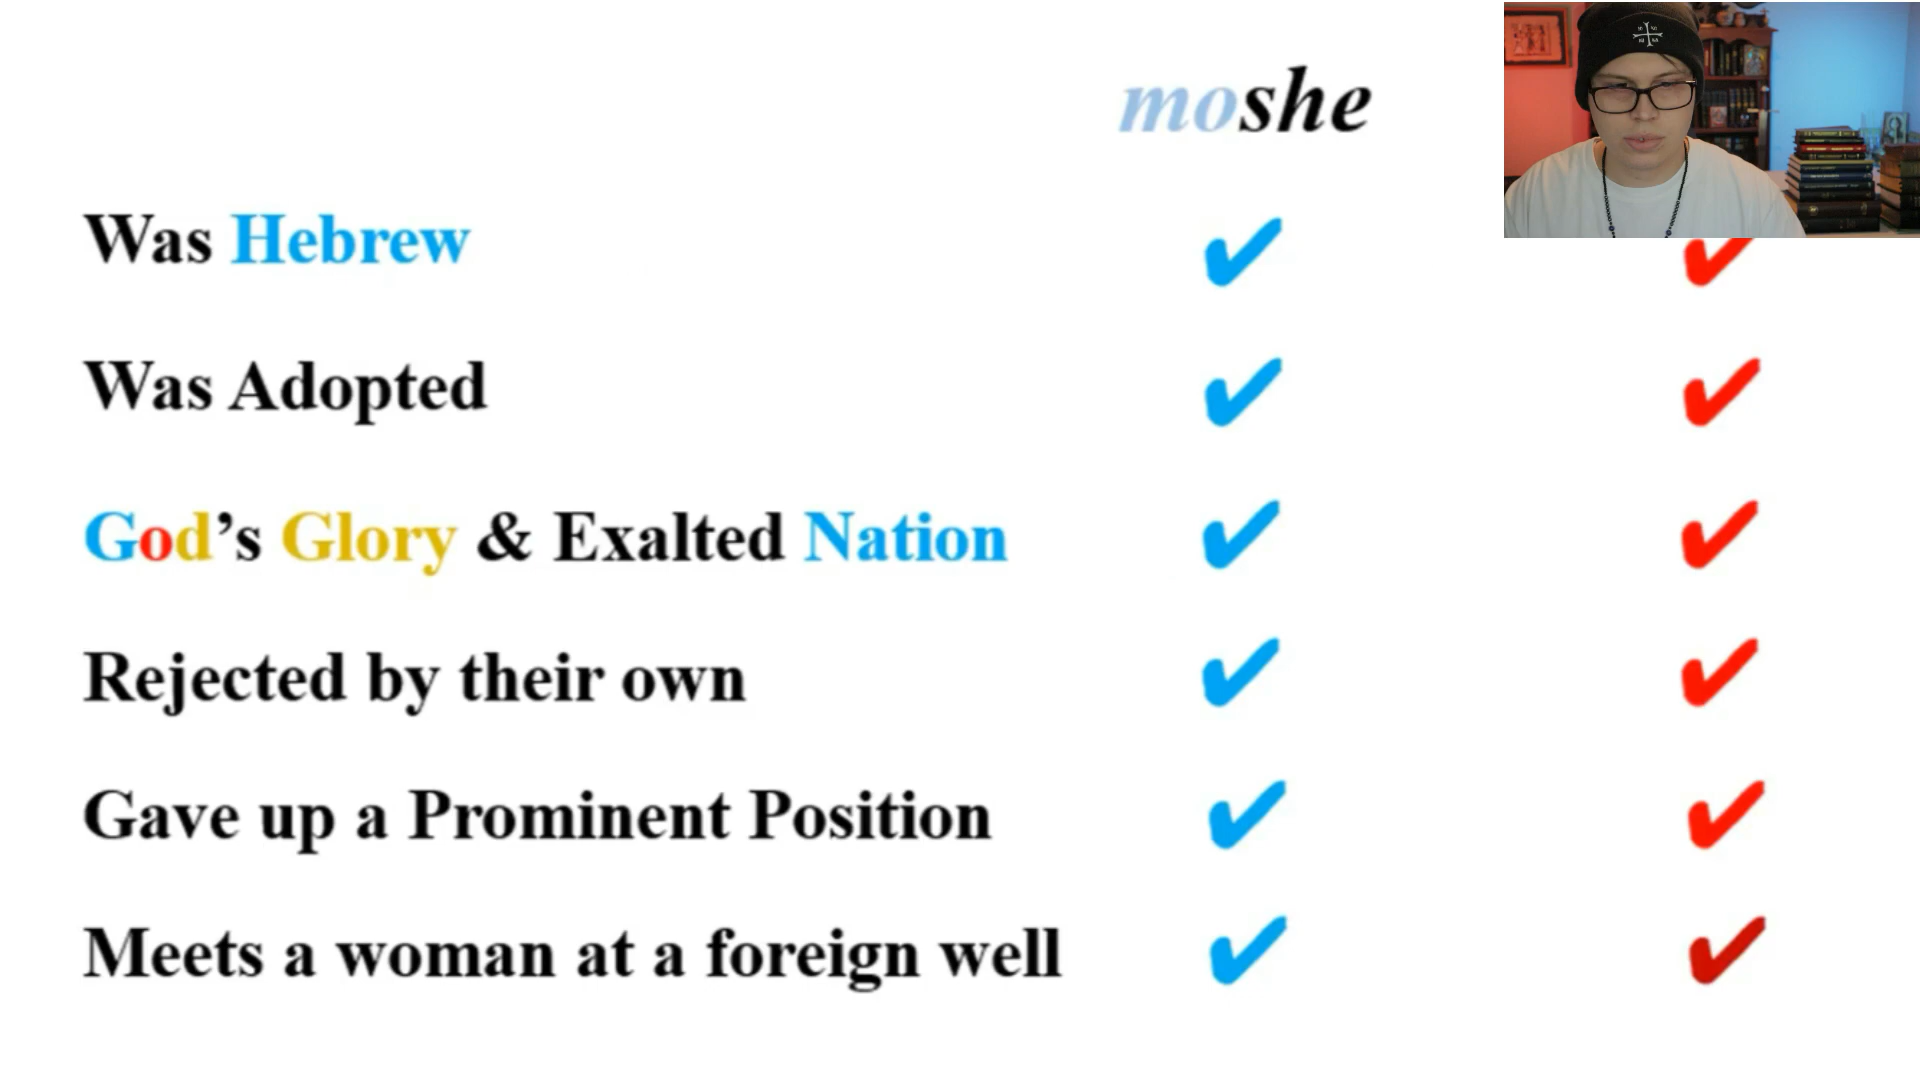 moshe
Was Hebrew
Was Adopted
God’s Glory & Exalted Nation
Rejected by their own
Gave up a Prominent Position
Meets a woman at a foreign well